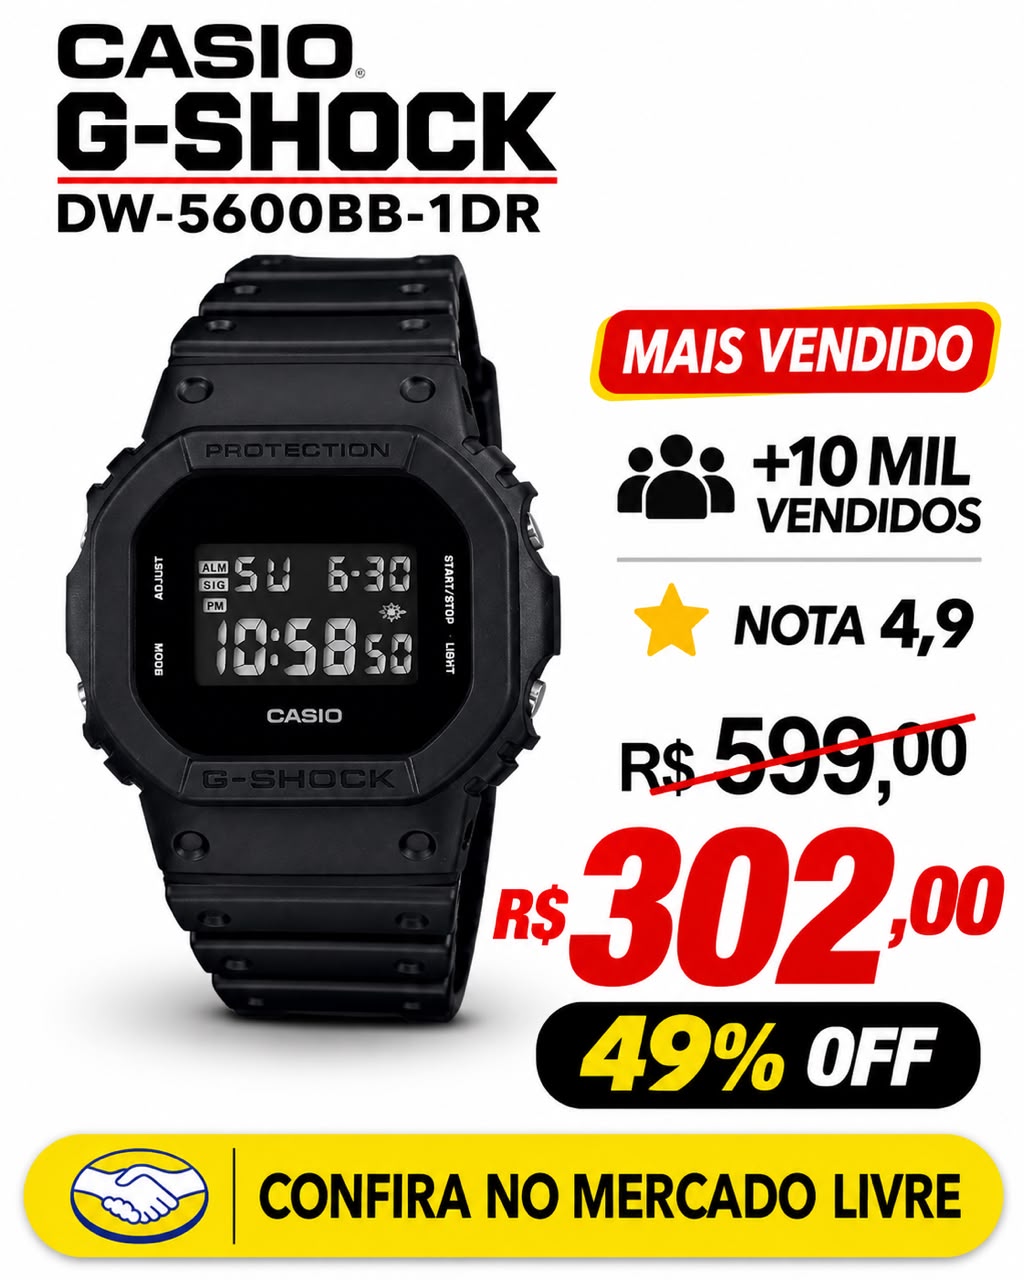 CASIO®
G-SHOCK
DW-5600BB-1DR
PROTECTION
ADJUST
MODE
START/STOP · LIGHT
ALM
SIG
PM
SU 6-30
10:58 50
CASIO
G-SHOCK
MAIS VENDIDO
+10 MIL
VENDIDOS
NOTA 4,9
R$ 599,00
R$ 302,00
49% OFF
CONFIRA NO MERCADO LIVRE